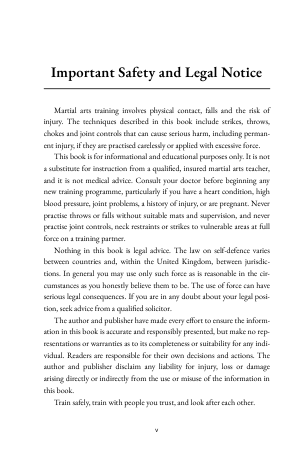 Important Safety and Legal Notice
Martial arts training involves physical contact, falls and the risk of
injury. The techniques described in this book include strikes, throws,
chokes and joint controls that can cause serious harm, including perman-
ent injury, if they are practised carelessly or applied with excessive force.
This book is for informational and educational purposes only. It is not
a substitute for instruction from a qualified, insured martial arts teacher,
and it is not medical advice. Consult your doctor before beginning any
new training programme, particularly if you have a heart condition, high
blood pressure, joint problems, a history of injury, or are pregnant. Never
practise throws or falls without suitable mats and supervision, and never
practise joint controls, neck restraints or strikes to vulnerable areas at full
force on a training partner.
Nothing in this book is legal advice. The law on self-defence varies
between countries and, within the United Kingdom, between jurisdic-
tions. In general you may use only such force as is reasonable in the cir-
cumstances as you honestly believe them to be. The use of force can have
serious legal consequences. If you are in any doubt about your legal posi-
tion, seek advice from a qualified solicitor.
The author and publisher have made every effort to ensure the inform-
ation in this book is accurate and responsibly presented, but make no rep-
resentations or warranties as to its completeness or suitability for any indi-
vidual. Readers are responsible for their own decisions and actions. The
author and publisher disclaim any liability for injury, loss or damage
arising directly or indirectly from the use or misuse of the information in
this book.
Train safely, train with people you trust, and look after each other.
v